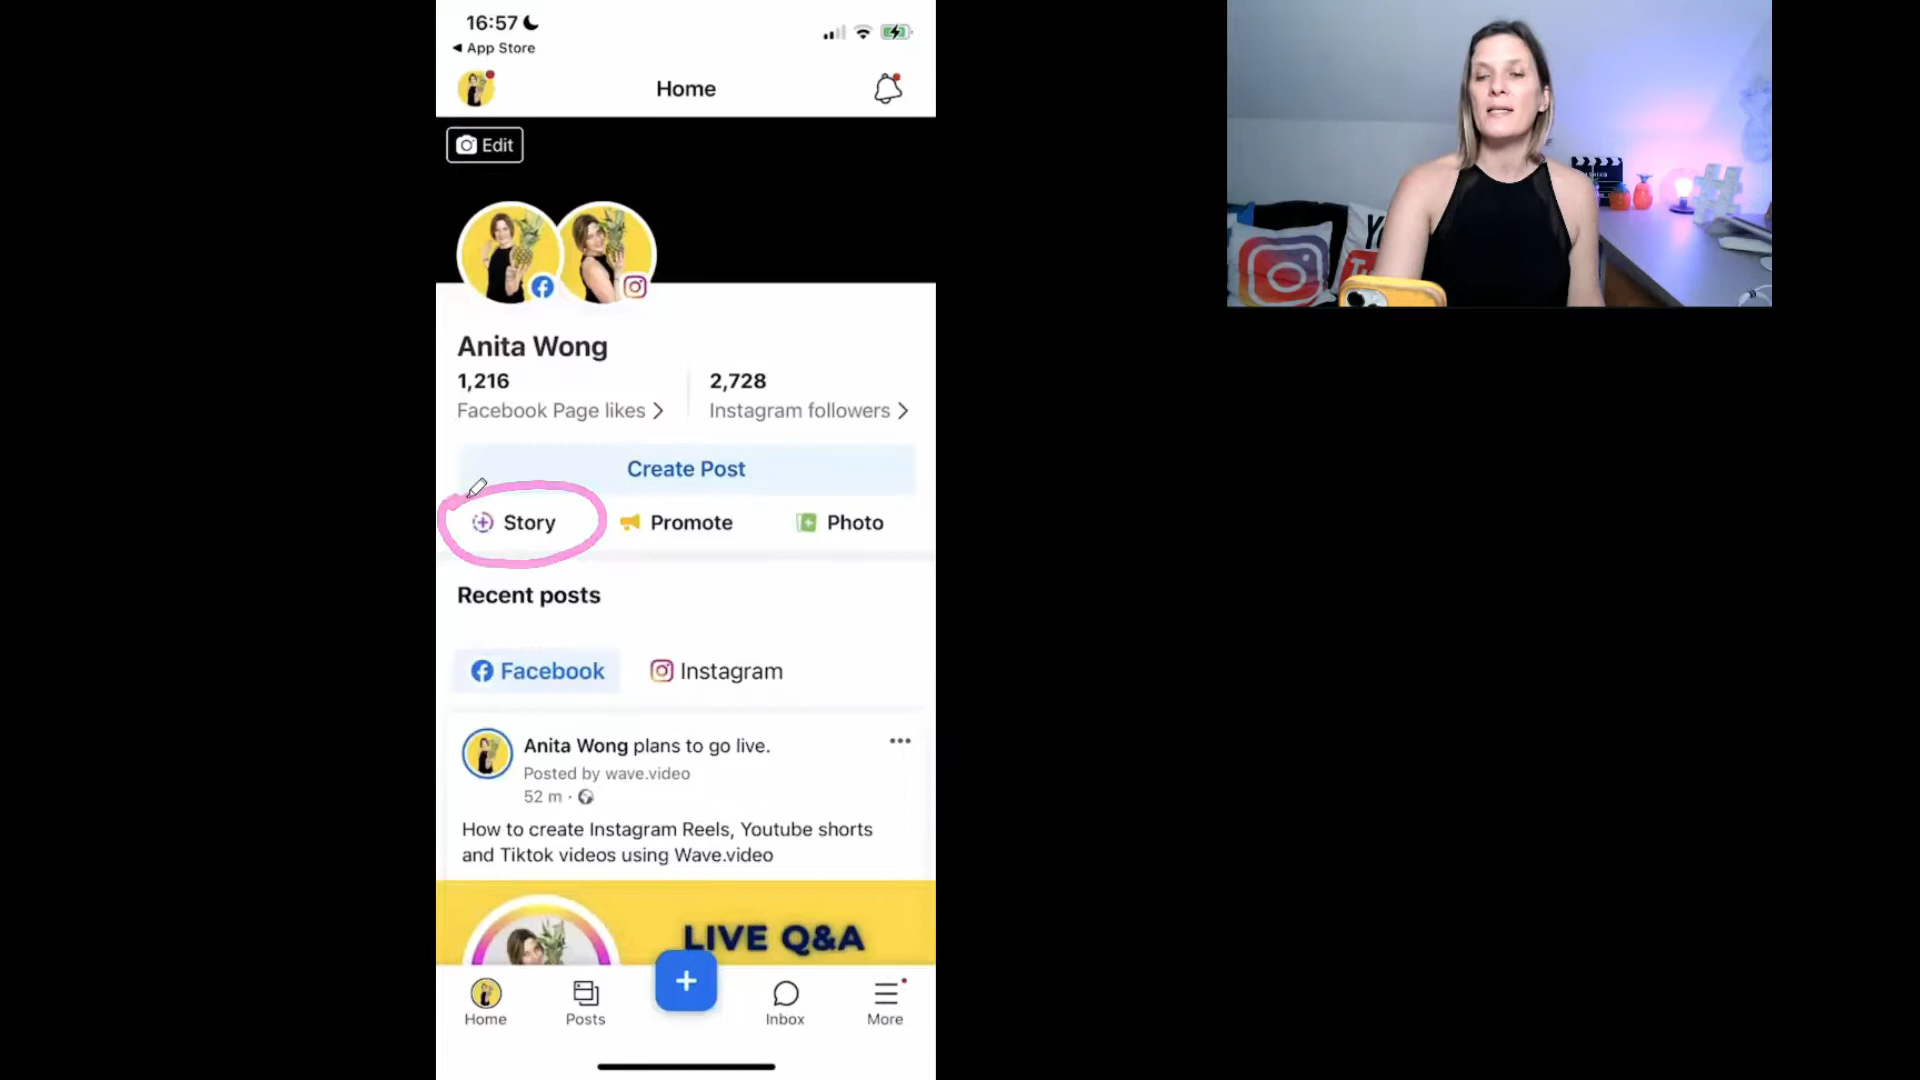 16:57
App Store
Home
Edit
Anita Wong
1,216
Facebook Page likes
2,728
Instagram followers
Create Post
Story
Promote
Photo
Recent posts
Facebook
Instagram
Anita Wong plans to go live.
Posted by wave.video
52 m ·
How to create Instagram Reels, Youtube shorts
and Tiktok videos using Wave.video
LIVE Q&A
Home
Posts
Inbox
More